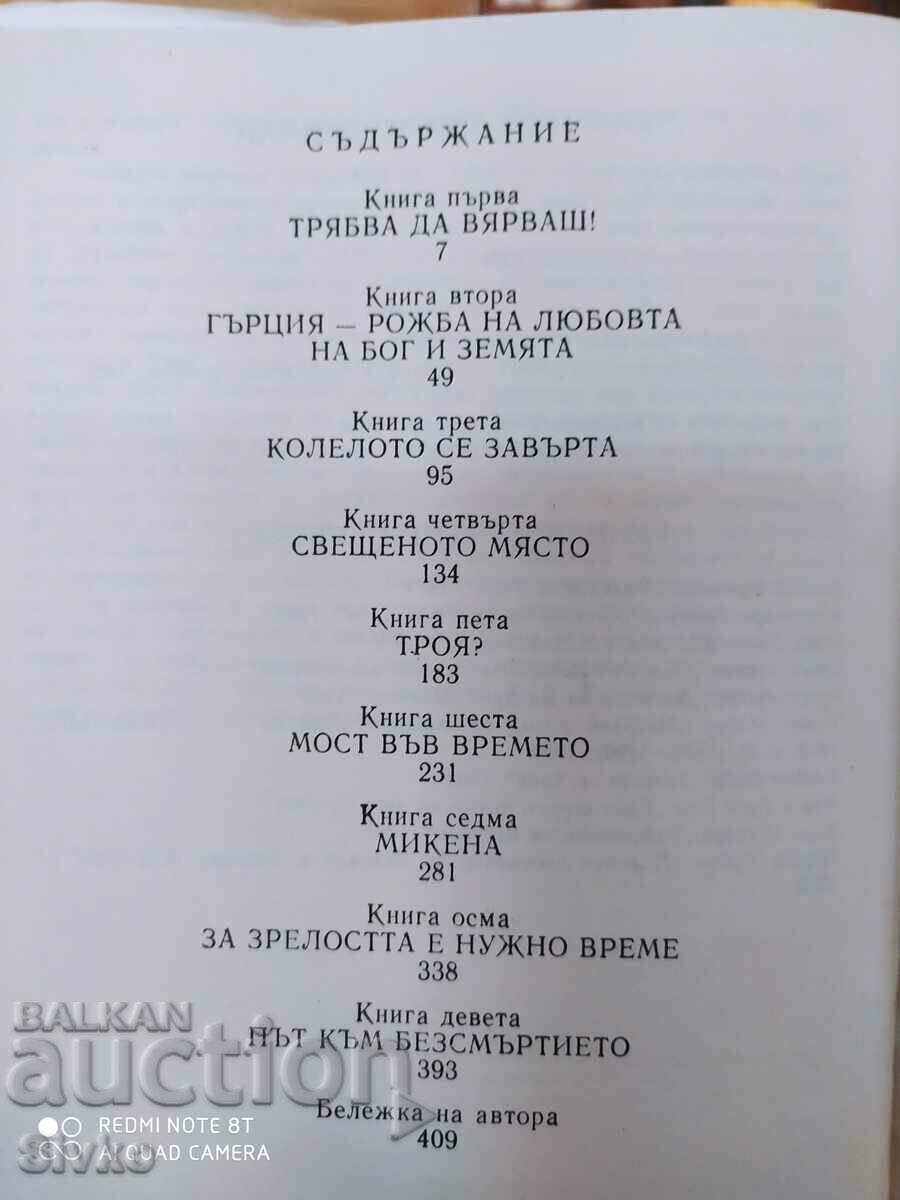 СЪДЪРЖАНИЕ
Книга първа
ТРЯБВА ДА ВЯРВАШ!
7
Книга втора
ГЪРЦИЯ — РОЖБА НА ЛЮБОВТА
НА БОГ И ЗЕМЯТА
49
Книга трета
КОЛЕЛОТО СЕ ЗАВЪРТА
95
Книга четвърта
СВЕЩЕНОТО МЯСТО
134
Книга пета
ТРОЯ?
183
Книга шеста
МОСТ ВЪВ ВРЕМЕТО
231
Книга седма
МИКЕНА
281
Книга осма
ЗА ЗРЕЛОСТТА Е НУЖНО ВРЕМЕ
338
Книга девета
ПЪТ КЪМ БЕЗСМЪРТИЕТО
393
Бележка на автора
409
BALKAN
auction
REDMI NOTE 8T
AI QUAD CAMERA
Sivko